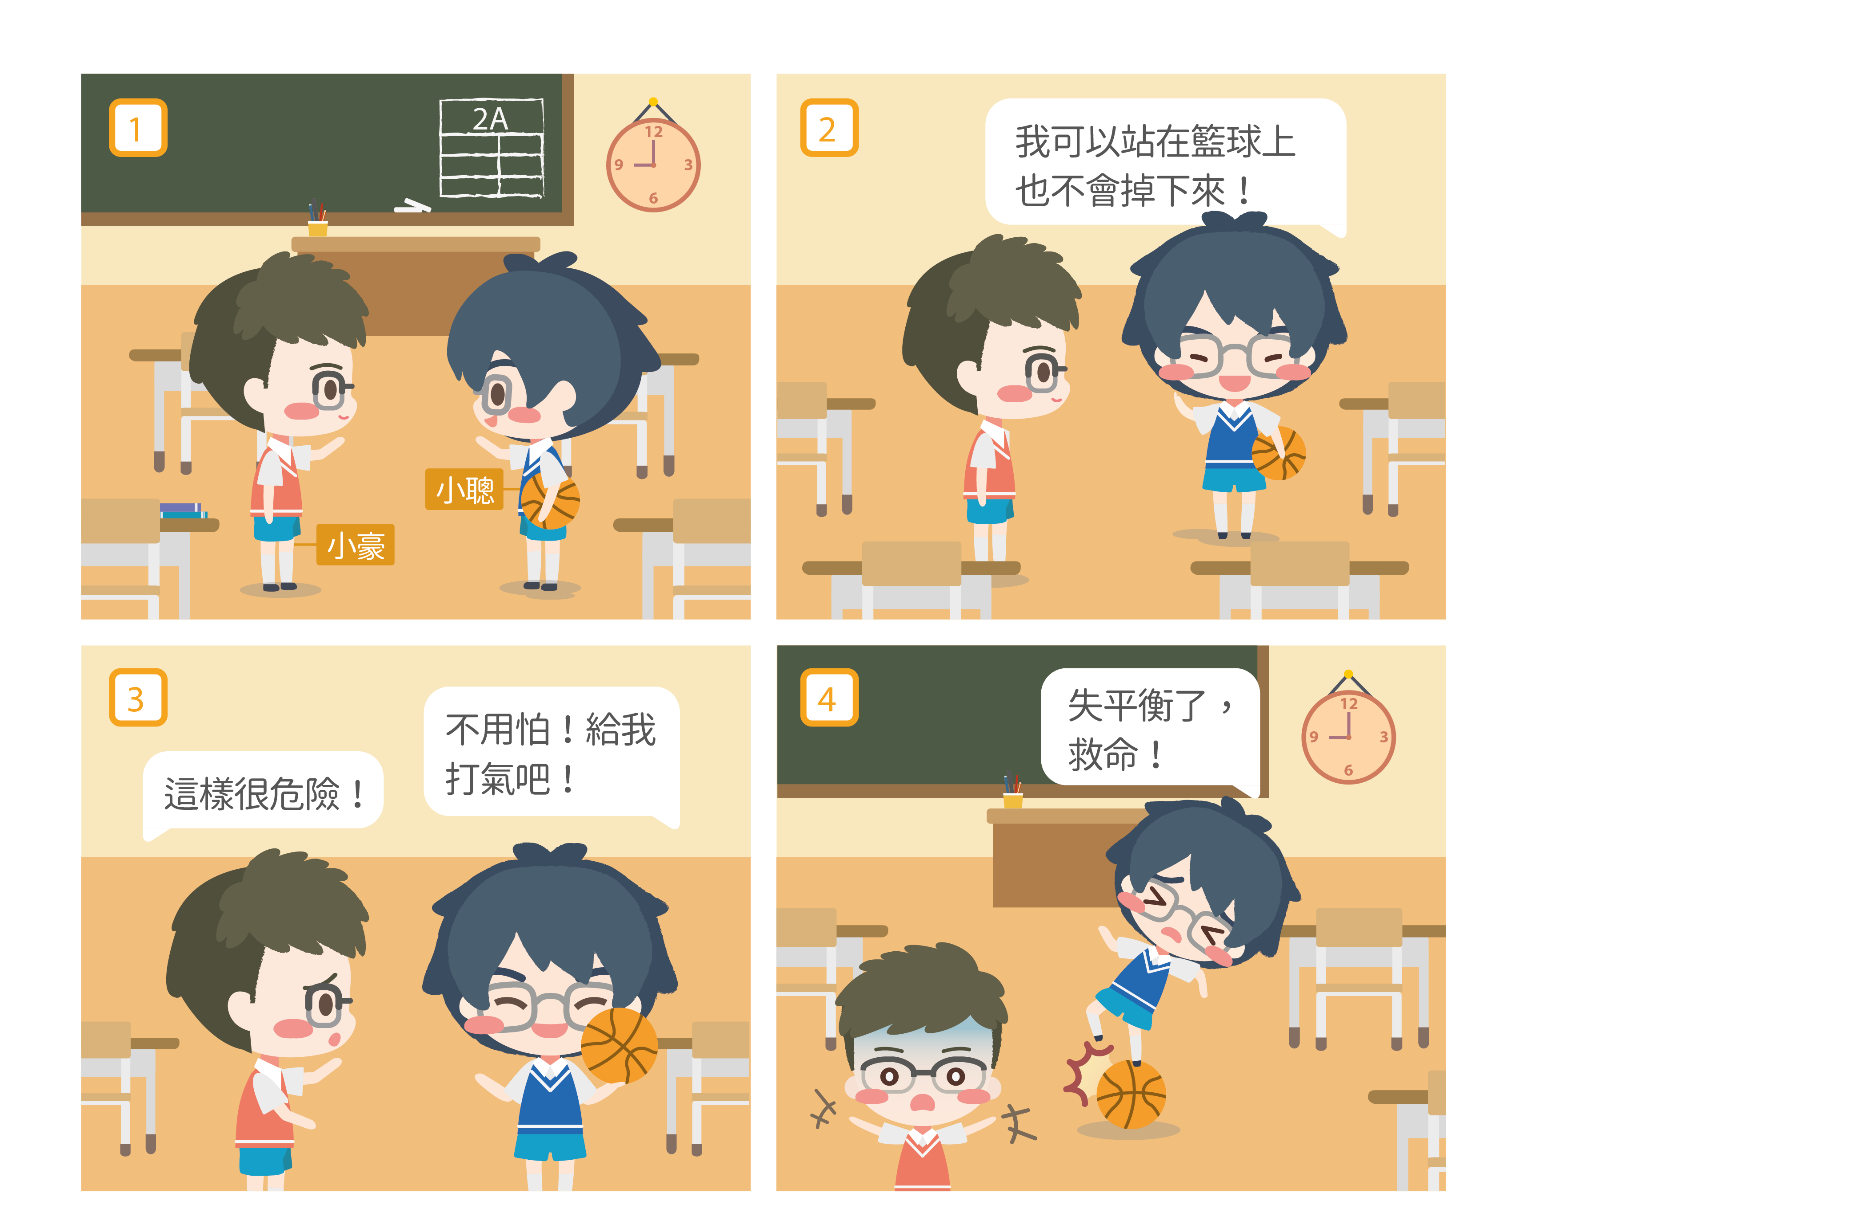 1
2A
12
9
3
6
小聰
小豪
2
我可以站在籃球上
也不會掉下來！
3
這樣很危險！
不用怕！給我
打氣吧！
4
失平衡了，
救命！
12
9
3
6